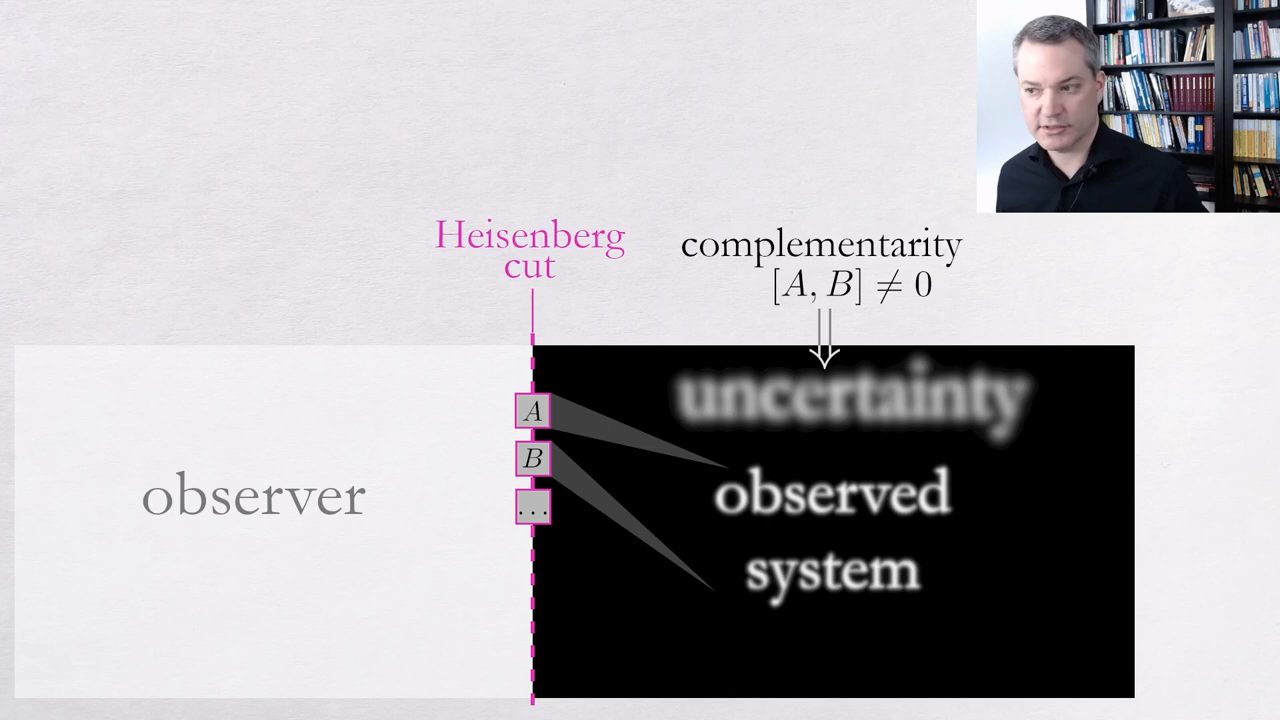 Heisenberg
cut
complementarity
[A, B] ≠ 0
uncertainty
A
B
...
observer
observed
system